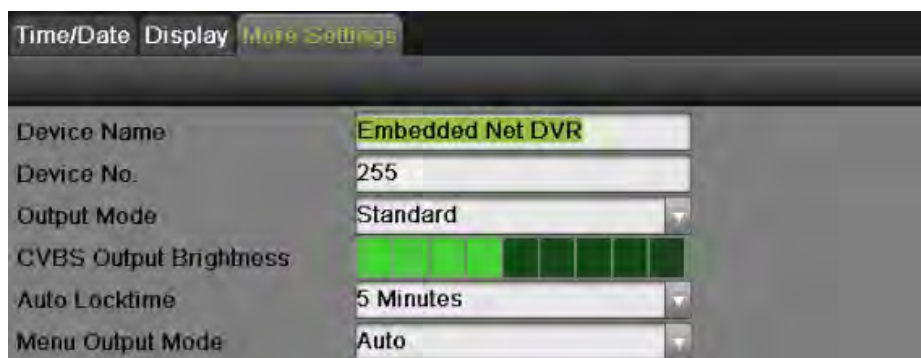 Time/Date Display More Settings
Device Name Embedded Net DVR
Device No. 255
Output Mode Standard
CVBS Output Brightness
Auto Locktime 5 Minutes
Menu Output Mode Auto